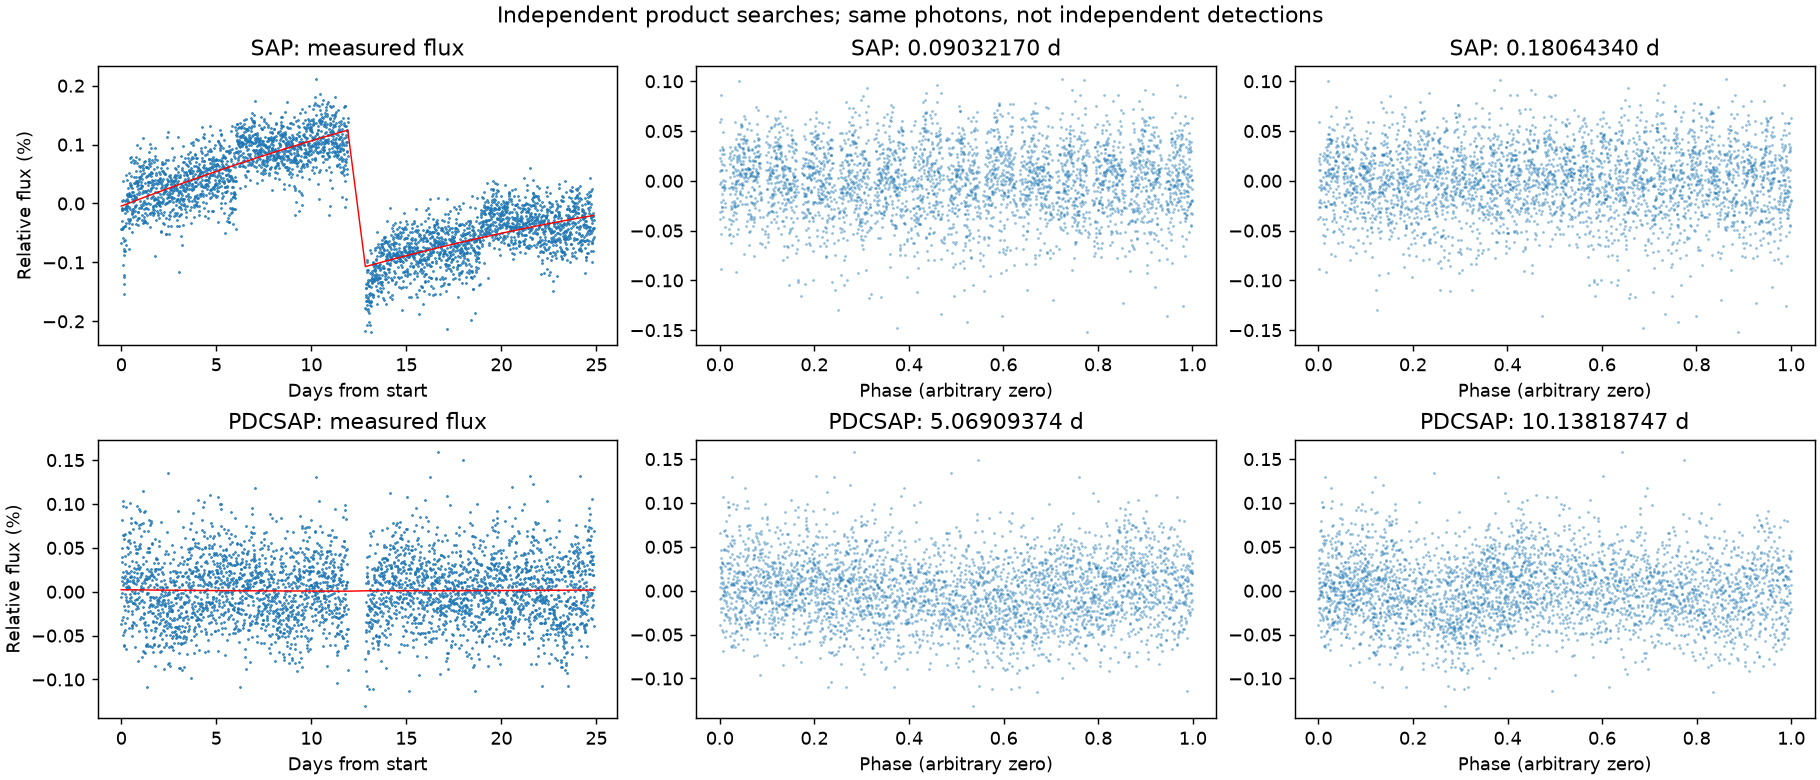 Independent product searches; same photons, not independent detections
SAP: measured flux
SAP: 0.09032170 d
SAP: 0.18064340 d
Relative flux (%)
0.2
0.1
0.0
−0.1
−0.2
0 5 10 15 20 25
Days from start
0.10
0.05
0.00
−0.05
−0.10
−0.15
0.0 0.2 0.4 0.6 0.8 1.0
Phase (arbitrary zero)
0.10
0.05
0.00
−0.05
−0.10
−0.15
0.0 0.2 0.4 0.6 0.8 1.0
Phase (arbitrary zero)
PDCSAP: measured flux
PDCSAP: 5.06909374 d
PDCSAP: 10.13818747 d
Relative flux (%)
0.15
0.10
0.05
0.00
−0.05
−0.10
0 5 10 15 20 25
Days from start
0.15
0.10
0.05
0.00
−0.05
−0.10
0.0 0.2 0.4 0.6 0.8 1.0
Phase (arbitrary zero)
0.15
0.10
0.05
0.00
−0.05
−0.10
0.0 0.2 0.4 0.6 0.8 1.0
Phase (arbitrary zero)